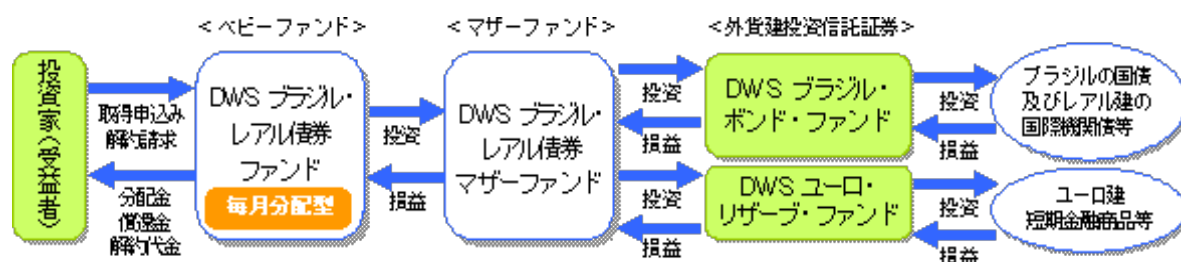 <ベビーファンド>
<マザーファンド>
<外貨建投資信託証券>
投資家(受益者)
取得申込み
解約請求
分配金
償還金
解約代金
DWS ブラジル・
レアル債券
ファンド
毎月分配型
投資
損益
DWS ブラジル・
レアル債券
マザーファンド
投資
損益
投資
損益
DWS ブラジル・
ボンド・ファンド
DWS ユーロ・
リザーブ・ファンド
投資
損益
投資
損益
ブラジルの国債
及びレアル建の
国際機関債等
ユーロ建
短期金融商品等